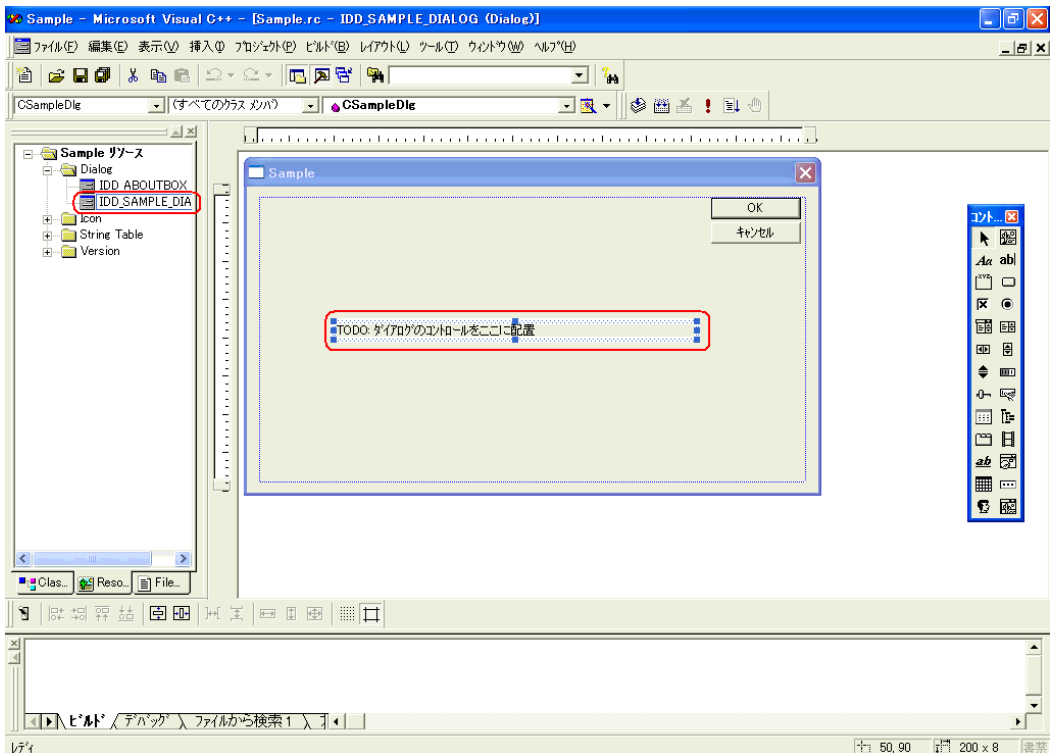 Sample - Microsoft Visual C++ - [Sample.rc - IDD_SAMPLE_DIALOG (Dialog)]
ファイル(F) 編集(E) 表示(V) 挿入(I) プロジェクト(P) ビルド(B) レイアウト(L) ツール(T) ウィンドウ(W) ヘルプ(H)
CSampleDlg (すべてのクラス メンバ) CSampleDlg
Sample リソース
Dialog
IDD_ABOUTBOX
IDD_SAMPLE_DIA
Icon
String Table
Version
Sample
OK
キャンセル
TODO: ダイアログのコントロールをここに配置
コント...
Aa ab|
XYZ
ab
Clas... Reso... File...
ビルド デバッグ ファイルから検索 1
レディ 50, 90 200 x 8